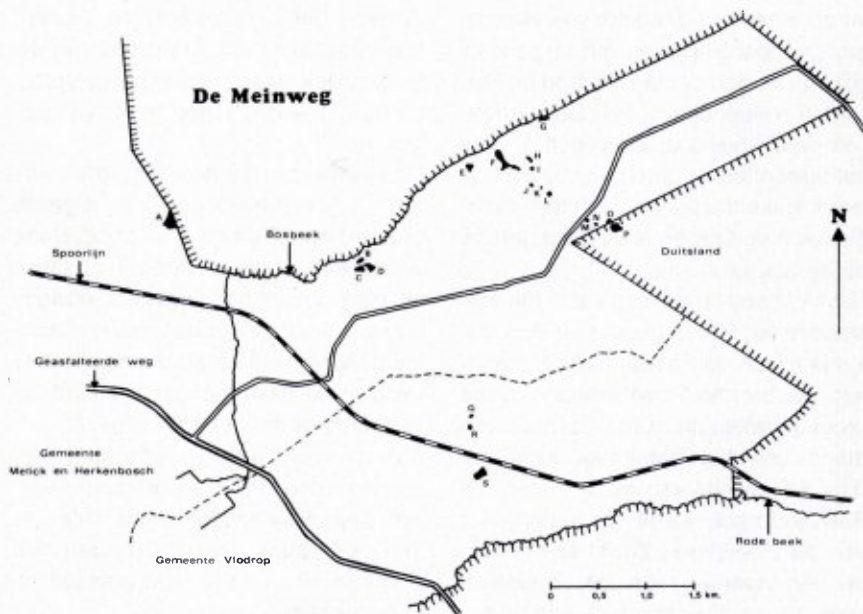 De Meinweg
G
H
E
A
Bosbeek
B
C
D
M
N
O
P
N
Duitsland
Spoorlijn
Geasfalteerde weg
G
R
S
Gemeente
Melick en Herkenbosch
Gemeente Vlodrop
Rode beek
0
0,5
1,0
1,5 km.